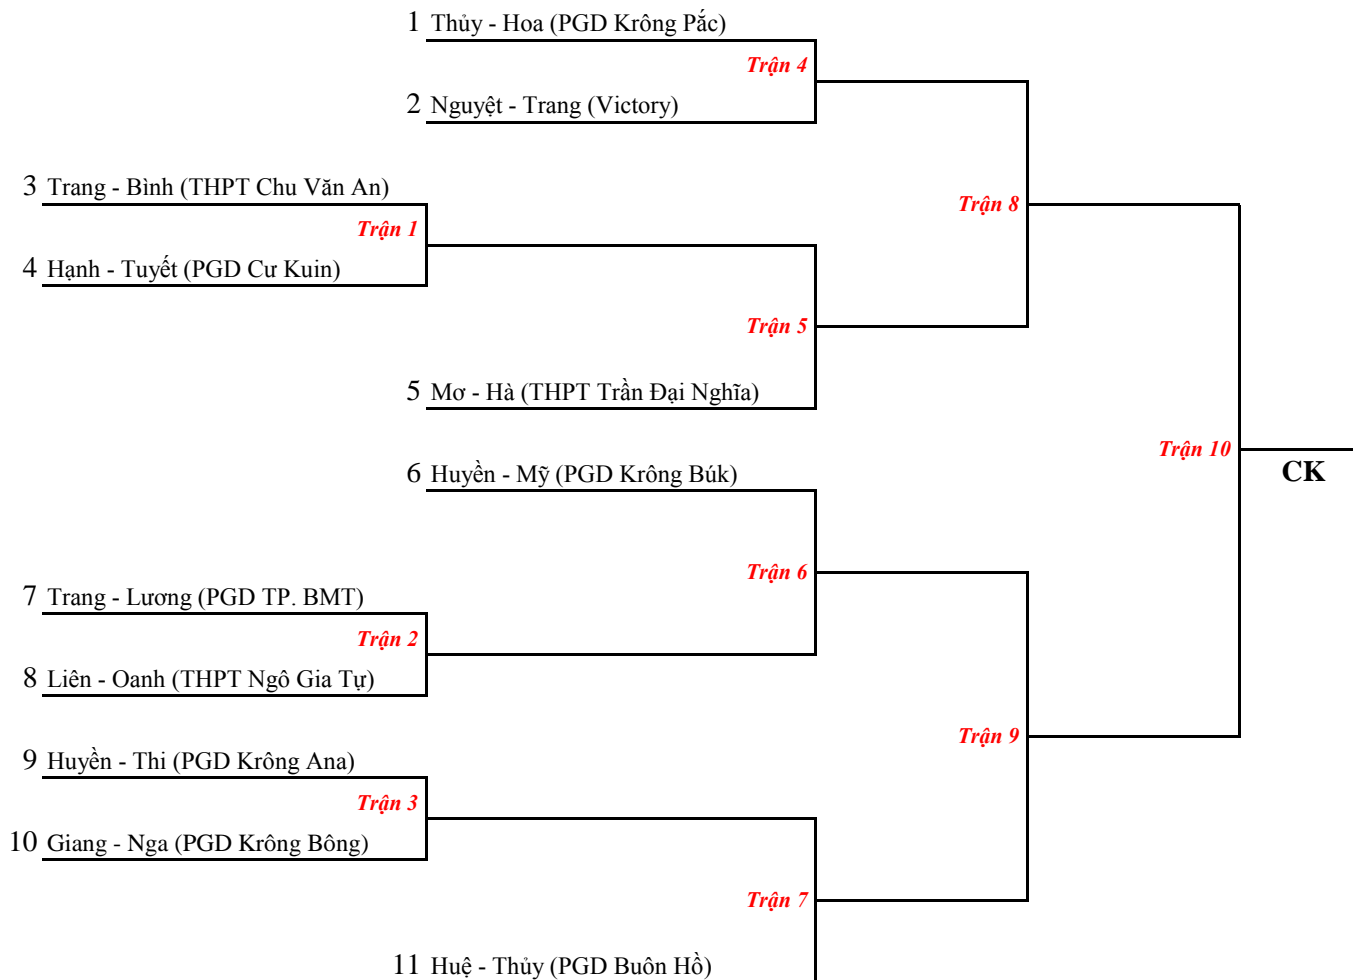 1 Thủy - Hoa (PGD Krông Pắc)
Trận 4
2 Nguyệt - Trang (Victory)
3 Trang - Bình (THPT Chu Văn An)
Trận 8
Trận 1
4 Hạnh - Tuyết (PGD Cư Kuin)
Trận 5
5 Mơ - Hà (THPT Trần Đại Nghĩa)
Trận 10
6 Huyền - Mỹ (PGD Krông Búk)
CK
Trận 6
7 Trang - Lương (PGD TP. BMT)
Trận 2
8 Liên - Oanh (THPT Ngô Gia Tự)
Trận 9
9 Huyền - Thi (PGD Krông Ana)
Trận 3
10 Giang - Nga (PGD Krông Bông)
Trận 7
11 Huệ - Thủy (PGD Buôn Hồ)